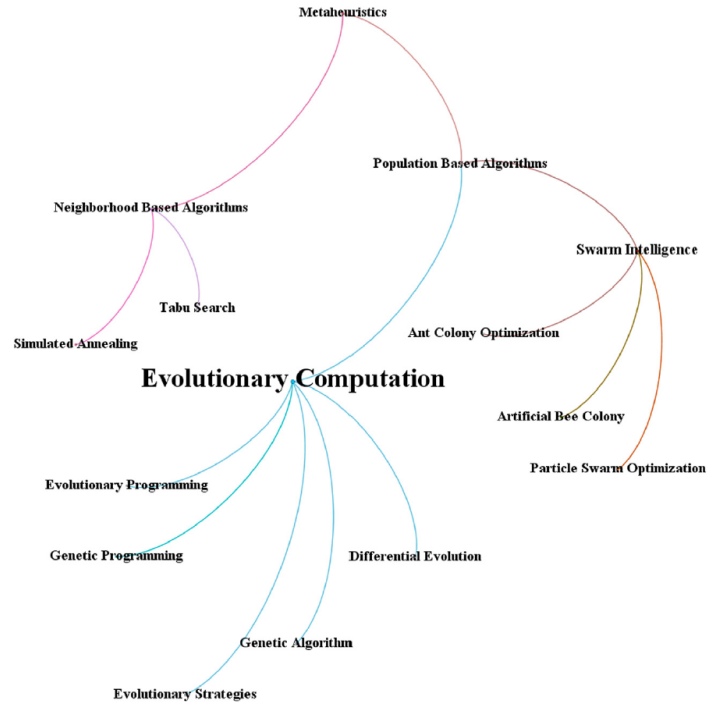 Metaheuristics
Population Based Algorithms
Neighborhood Based Algorithms
Swarm Intelligence
Tabu Search
Ant Colony Optimization
Simulated Annealing
Evolutionary Computation
Artificial Bee Colony
Particle Swarm Optimization
Evolutionary Programming
Genetic Programming
Differential Evolution
Genetic Algorithm
Evolutionary Strategies